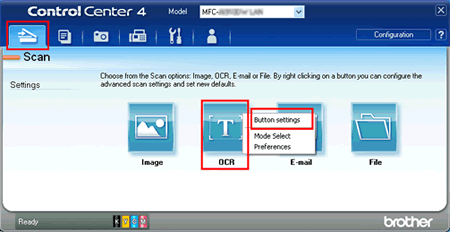 ControlCenter 4 Model MFC-
Configuration ?
Scan
Settings
Choose from the Scan options: Image, OCR, E-mail or File. By right clicking on a button you can configure the
advanced scan settings and set new defaults.
T
Button settings
Mode Select
Preferences
Image OCR E-mail File
Ready K Y C M
brother